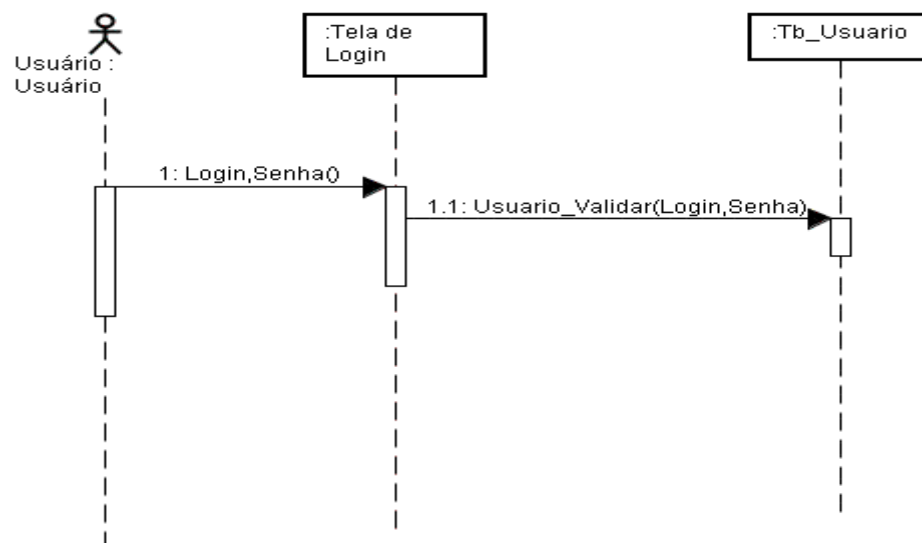 :Tela de
Login
:Tb_Usuario
Usuário :
Usuário
1: Login,Senha()
1.1: Usuario_Validar(Login,Senha)